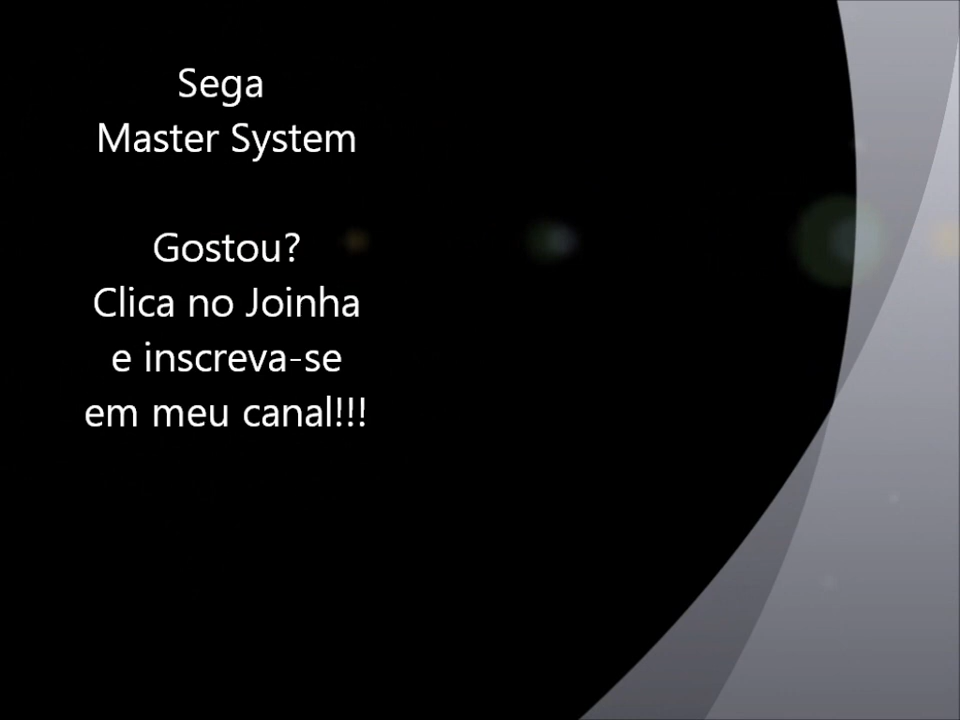 Sega
Master System
Gostou?
Clica no Joinha
e inscreva-se
em meu canal!!!